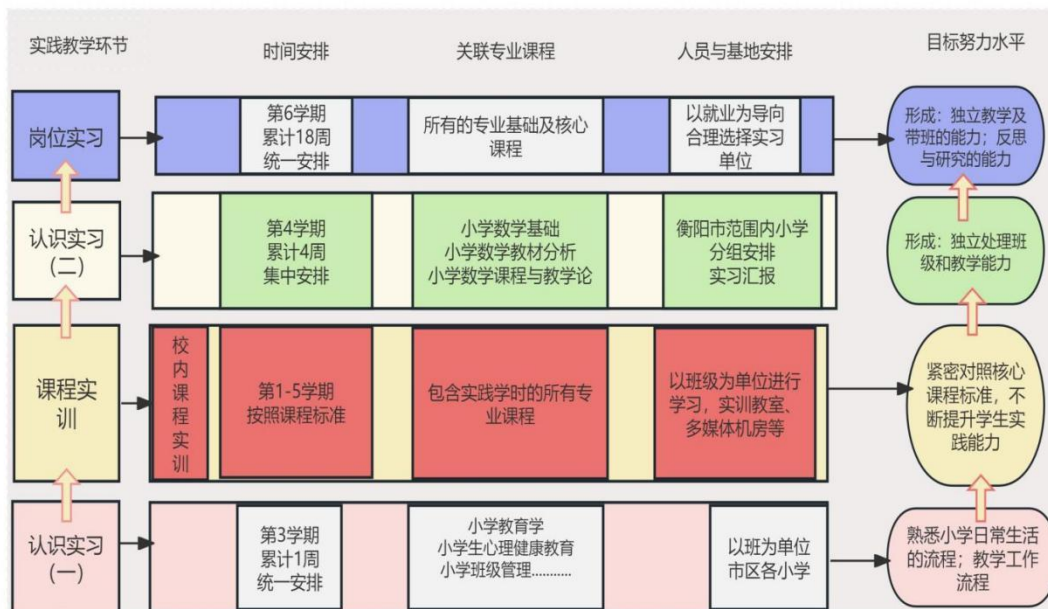 实践教学环节
时间安排
关联专业课程
人员与基地安排
目标努力水平
岗位实习
第6学期
累计18周
统一安排
所有的专业基础及核心
课程
以就业为导向
合理选择实习
单位
形成：独立教学及
带班的能力；反思
与研究的能力
认识实习
(二)
第4学期
累计4周
集中安排
小学数学基础
小学数学教材分析
小学数学课程与教学论
衡阳市范围内小学
分组安排
实习汇报
形成：独立处理班
级和教学能力
课程实
训
校
内
课
程
实
训
第1-5学期
按照课程标准
包含实践学时的所有专
业课程
以班级为单位进行
学习，实训教室、
多媒体机房等
紧密对照核心
课程标准，不
断提升学生实
践能力
认识实习
(一)
第3学期
累计1周
统一安排
小学教育学
小学生心理健康教育
小学班级管理...........
以班为单位
市区各小学
熟悉小学日常生活
的流程；教学工作
流程